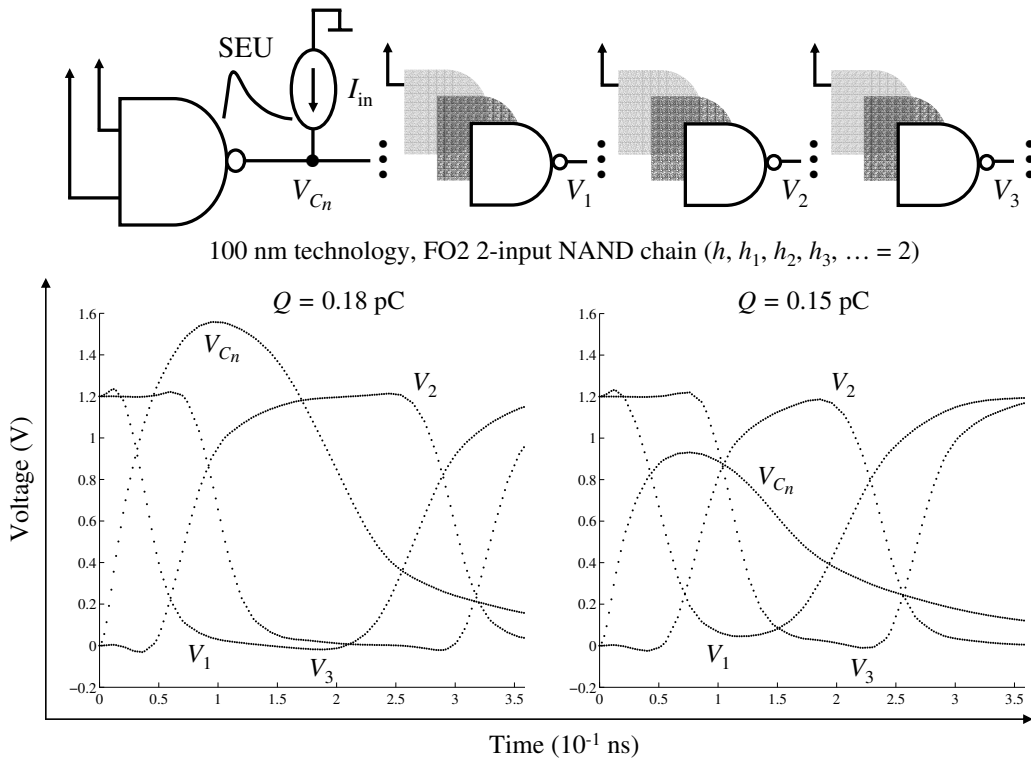 SEU
I_in
V_Cn
V_1
V_2
V_3
100 nm technology, FO2 2-input NAND chain (h, h_1, h_2, h_3, … = 2)
Q = 0.18 pC
1.6
1.4
1.2
1
0.8
0.6
0.4
0.2
0
−0.2
0
0.5
1
1.5
2
2.5
3
3.5
V_Cn
V_2
V_1
V_3
Q = 0.15 pC
1.6
1.4
1.2
1
0.8
0.6
0.4
0.2
0
−0.2
0
0.5
1
1.5
2
2.5
3
3.5
V_2
V_Cn
V_1
V_3
Voltage (V)
Time (10^-1 ns)